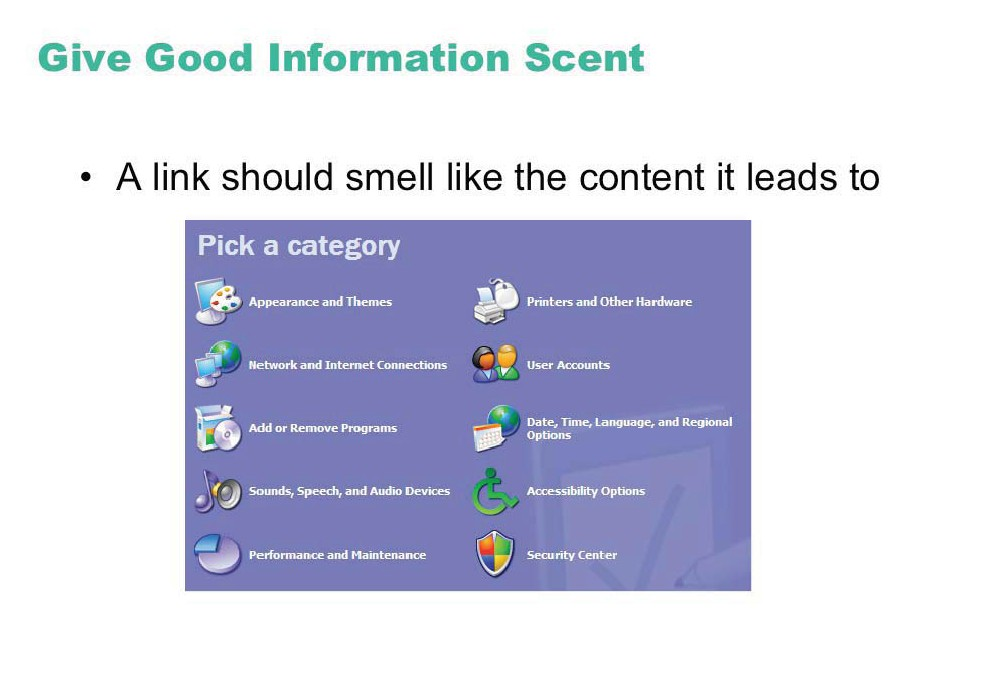 Give Good Information Scent
• A link should smell like the content it leads to
Pick a category
Appearance and Themes
Printers and Other Hardware
Network and Internet Connections
User Accounts
Add or Remove Programs
Date, Time, Language, and Regional
Options
Sounds, Speech, and Audio Devices
Accessibility Options
Performance and Maintenance
Security Center